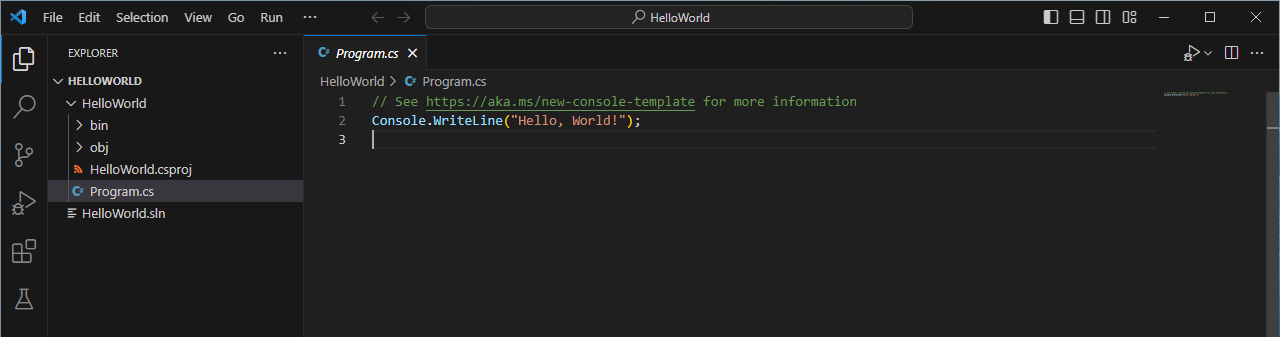 File Edit Selection View Go Run ··· HelloWorld
EXPLORER ···
HELLOWORLD
HelloWorld
bin
obj
HelloWorld.csproj
C# Program.cs
HelloWorld.sln
C# Program.cs
HelloWorld > C# Program.cs
1 // See https://aka.ms/new-console-template for more information
2 Console.WriteLine("Hello, World!");
3